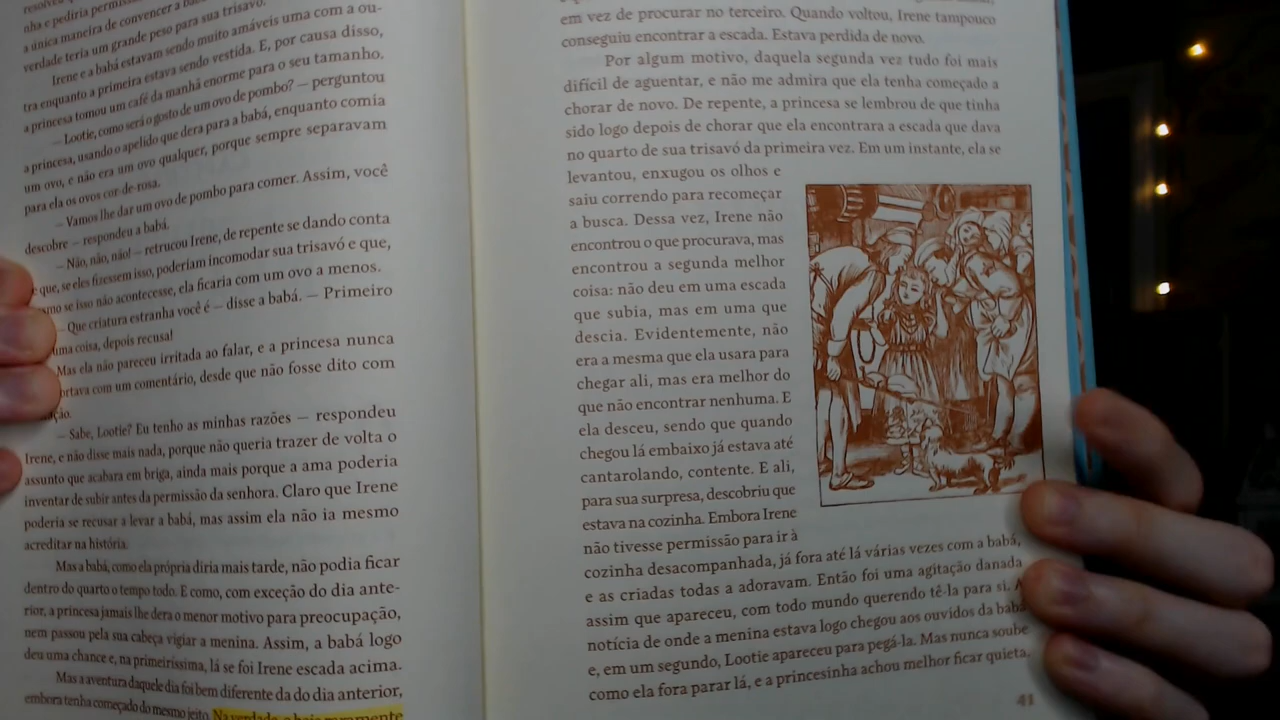 nha e pediria
a única maneira de convencer a
verdade teria um grande peso para sua trisavó.
Irene e a babá estavam sendo muito amáveis uma com a ou-
tra enquanto a primeira estava sendo vestida. E, por causa disso,
a princesa tomou um café da manhã enorme para o seu tamanho.
— Lootie, como será o gosto de um ovo de pombo? — perguntou
a princesa, usando o apelido que dera para a babá, enquanto comia
um ovo, e não era um ovo qualquer, porque sempre separavam
para ela os ovos cor-de-rosa.
— Vamos lhe dar um ovo de pombo para comer. Assim, você
descobre — respondeu a babá.
— Não, não, não! — retrucou Irene, de repente se dando conta
de que, se eles fizessem isso, poderiam incomodar sua trisavó e que,
mesmo se isso não acontecesse, ela ficaria com um ovo a menos.
— Que criatura estranha você é — disse a babá. — Primeiro
uma coisa, depois recusa!
Mas ela não pareceu irritada ao falar, e a princesa nunca
com um comentário, desde que não fosse dito com
— Sabe, Lootie? Eu tenho as minhas razões — respondeu
Irene, e não disse mais nada, porque não queria trazer de volta o
assunto que acabara em briga, ainda mais porque a ama poderia
inventar de subir antes da permissão da senhora. Claro que Irene
poderia se recusar a levar a babá, mas assim ela não ia mesmo
acreditar na história.
Mas a babá, como ela própria diria mais tarde, não podia ficar
dentro do quarto o tempo todo. E como, com exceção do dia ante-
rior, a princesa jamais lhe dera o menor motivo para preocupação,
nem passou pela sua cabeça vigiar a menina. Assim, a babá logo
deu uma chance e, na primeiríssima, lá se foi Irene escada acima.
Mas a aventura daquele dia foi bem diferente da do dia anterior,
embora tenha começado do mesmo jeito. Na verdade,
em vez de procurar no terceiro. Quando voltou, Irene tampouco
conseguiu encontrar a escada. Estava perdida de novo.
Por algum motivo, daquela segunda vez tudo foi mais
difícil de aguentar, e não me admira que ela tenha começado a
chorar de novo. De repente, a princesa se lembrou de que tinha
sido logo depois de chorar que ela encontrara a escada que dava
no quarto de sua trisavó da primeira vez. Em um instante, ela se
levantou, enxugou os olhos e
saiu correndo para recomeçar
a busca. Dessa vez, Irene não
encontrou o que procurava, mas
encontrou a segunda melhor
coisa: não deu em uma escada
que subia, mas em uma que
descia. Evidentemente, não
era a mesma que ela usara para
chegar ali, mas era melhor do
que não encontrar nenhuma. E
ela desceu, sendo que quando
chegou lá embaixo já estava até
cantarolando, contente. E ali,
para sua surpresa, descobriu que
estava na cozinha. Embora Irene
não tivesse permissão para ir à
cozinha desacompanhada, já fora até lá várias vezes com a babá,
e as criadas todas a adoravam. Então foi uma agitação danada
assim que apareceu, com todo mundo querendo tê-la para si. A
notícia de onde a menina estava logo chegou aos ouvidos da babá
e, em um segundo, Lootie apareceu para pegá-la. Mas nunca soube
como ela fora parar lá, e a princesinha achou melhor ficar quieta.
41